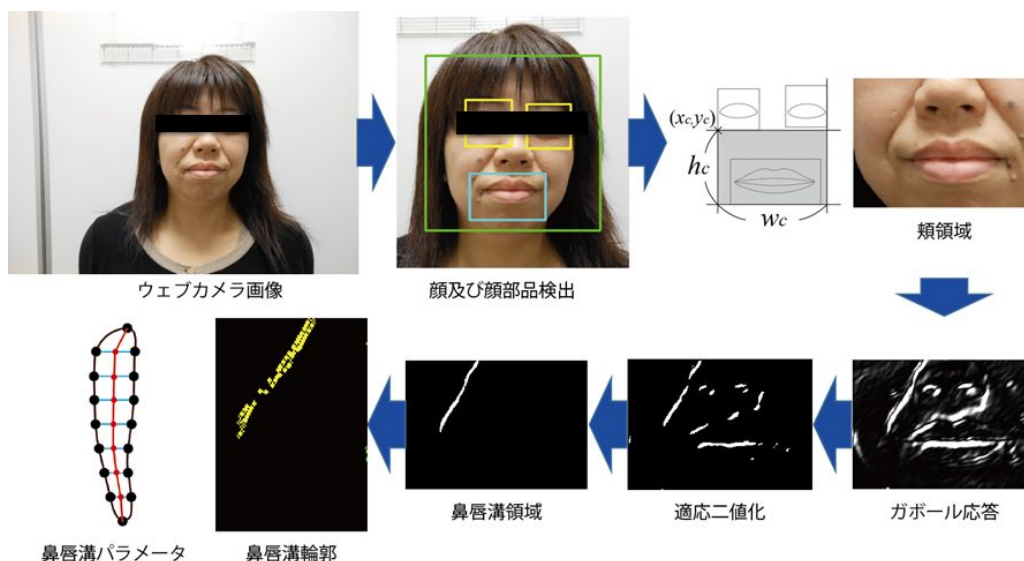 (xc,yc)
hc
wc
ウェブカメラ画像
顔及び顔部品検出
頬領域
鼻唇溝パラメータ
鼻唇溝輪郭
鼻唇溝領域
適応二値化
ガボール応答